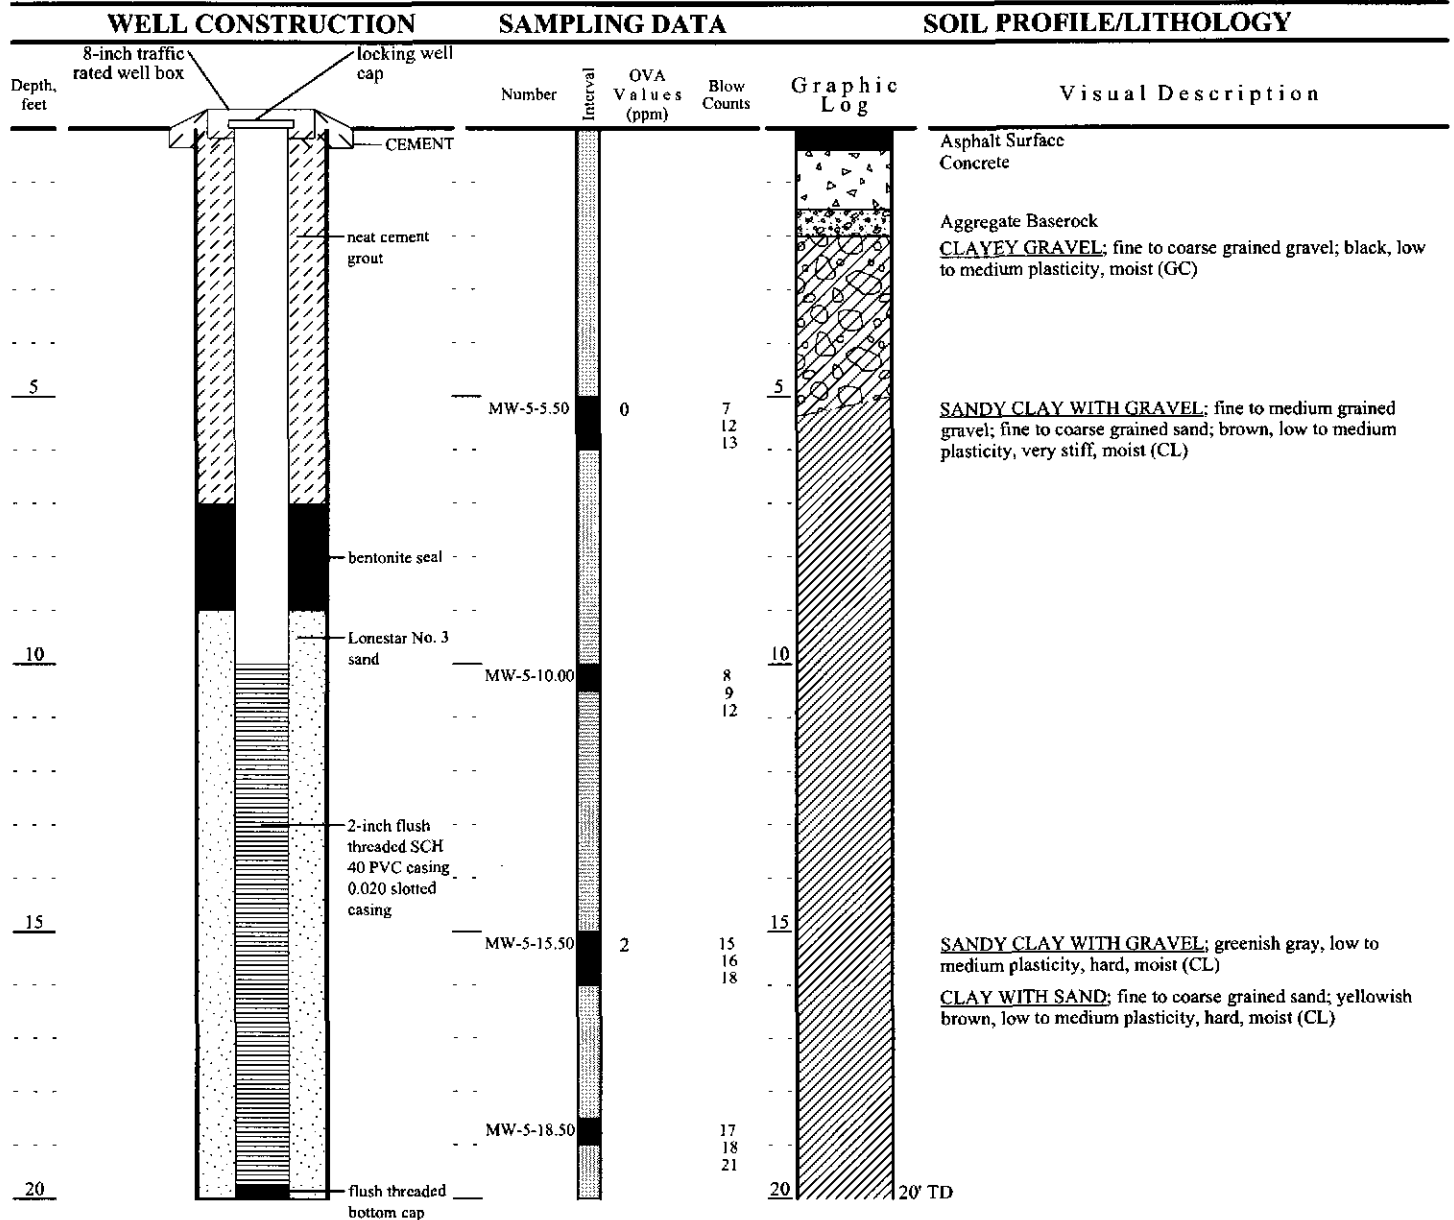 WELL CONSTRUCTION SAMPLING DATA SOIL PROFILE/LITHOLOGY
8-inch traffic
rated well box
locking well
cap
Depth,
feet
Number
Interval
OVA
Values
(ppm)
Blow
Counts
Graphic
Log
Visual Description
CEMENT
Asphalt Surface
Concrete
Aggregate Baserock
neat cement
grout
CLAYEY GRAVEL; fine to coarse grained gravel; black, low
to medium plasticity, moist (GC)
5
5
MW-5-5.50 0 7
12
13
SANDY CLAY WITH GRAVEL; fine to medium grained
gravel; fine to coarse grained sand; brown, low to medium
plasticity, very stiff, moist (CL)
bentonite seal
Lonestar No. 3
sand
10
10
MW-5-10.00 8
9
12
2-inch flush
threaded SCH
40 PVC casing
0.020 slotted
casing
15
15
MW-5-15.50 2 15
16
18
SANDY CLAY WITH GRAVEL; greenish gray, low to
medium plasticity, hard, moist (CL)
CLAY WITH SAND; fine to coarse grained sand; yellowish
brown, low to medium plasticity, hard, moist (CL)
MW-5-18.50 17
18
21
20
flush threaded
bottom cap
20
20' TD